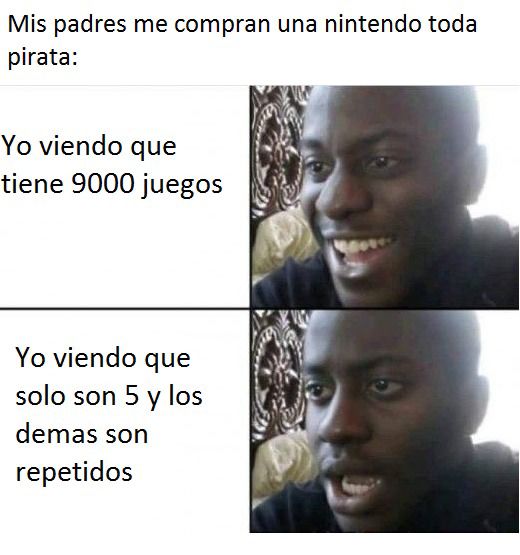 Mis padres me compran una nintendo toda
pirata:
Yo viendo que
tiene 9000 juegos
Yo viendo que
solo son 5 y los
demas son
repetidos